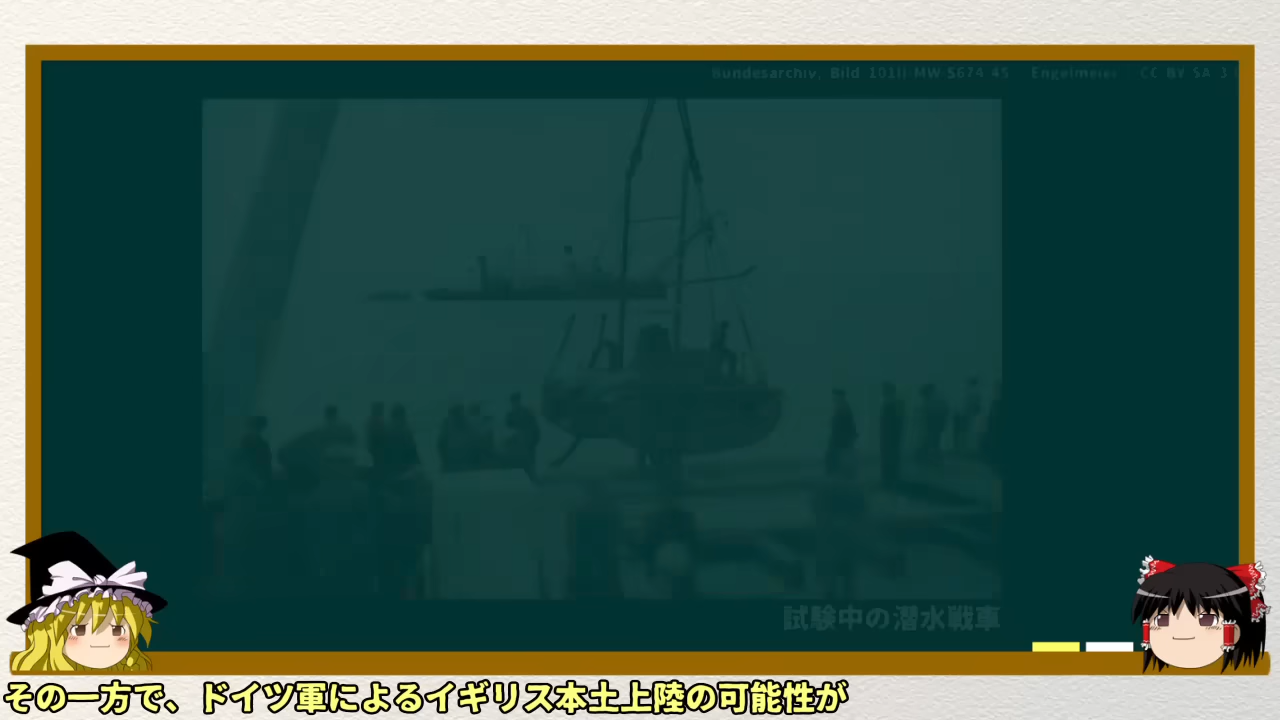 Bundesarchiv, Bild 101II-MW-5674-45 Engelmeier CC BY SA 3
試験中の潜水戦車
その一方で、ドイツ軍によるイギリス本土上陸の可能性が